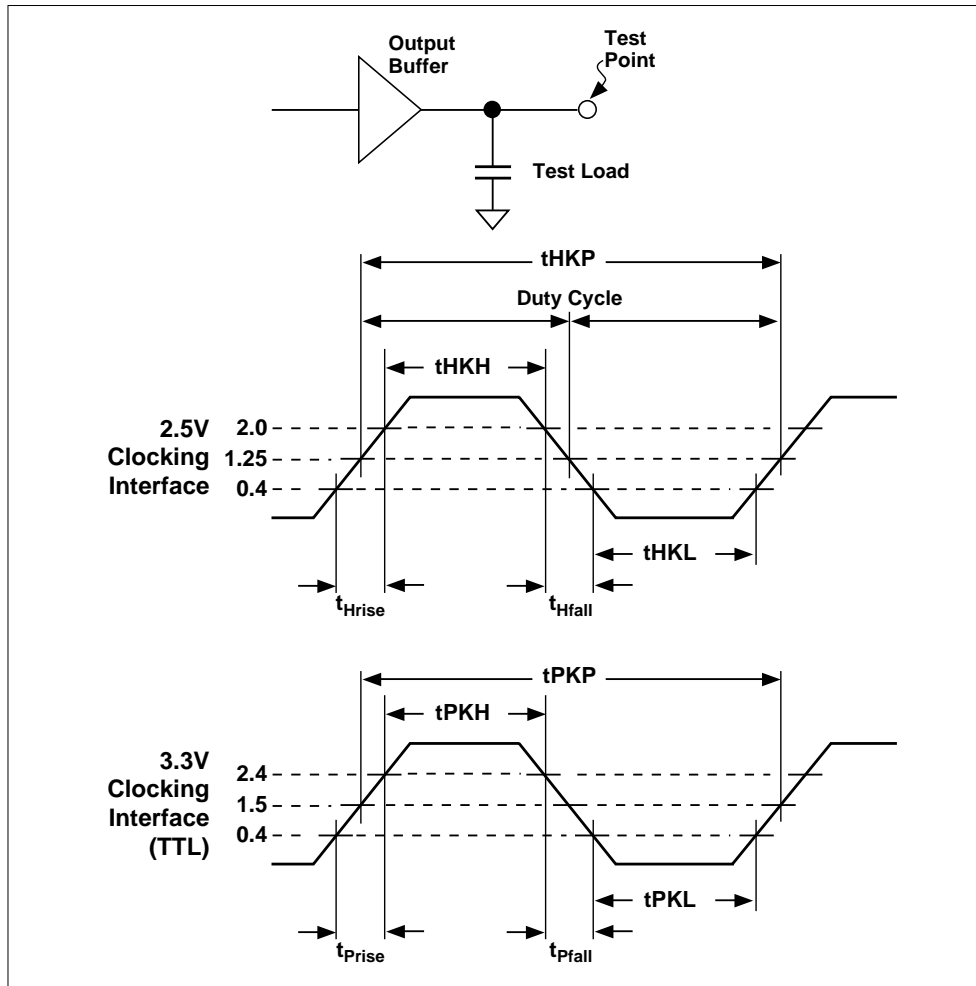 Output
Buffer
Test
Point
Test Load
tHKP
Duty Cycle
tHKH
2.5V
Clocking
Interface
2.0
1.25
0.4
tHKL
tHrise
tHfall
tPKP
tPKH
3.3V
Clocking
Interface
(TTL)
2.4
1.5
0.4
tPKL
tPrise
tPfall